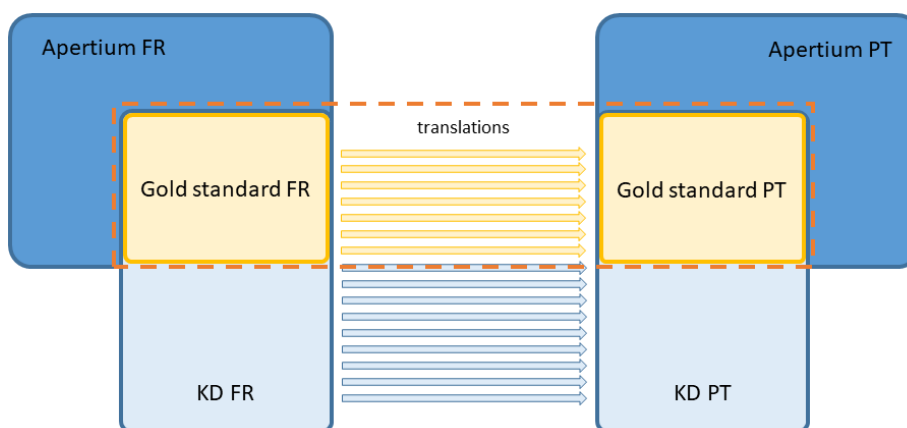 Apertium FR
Apertium PT
translations
Gold standard FR
Gold standard PT
KD FR
KD PT